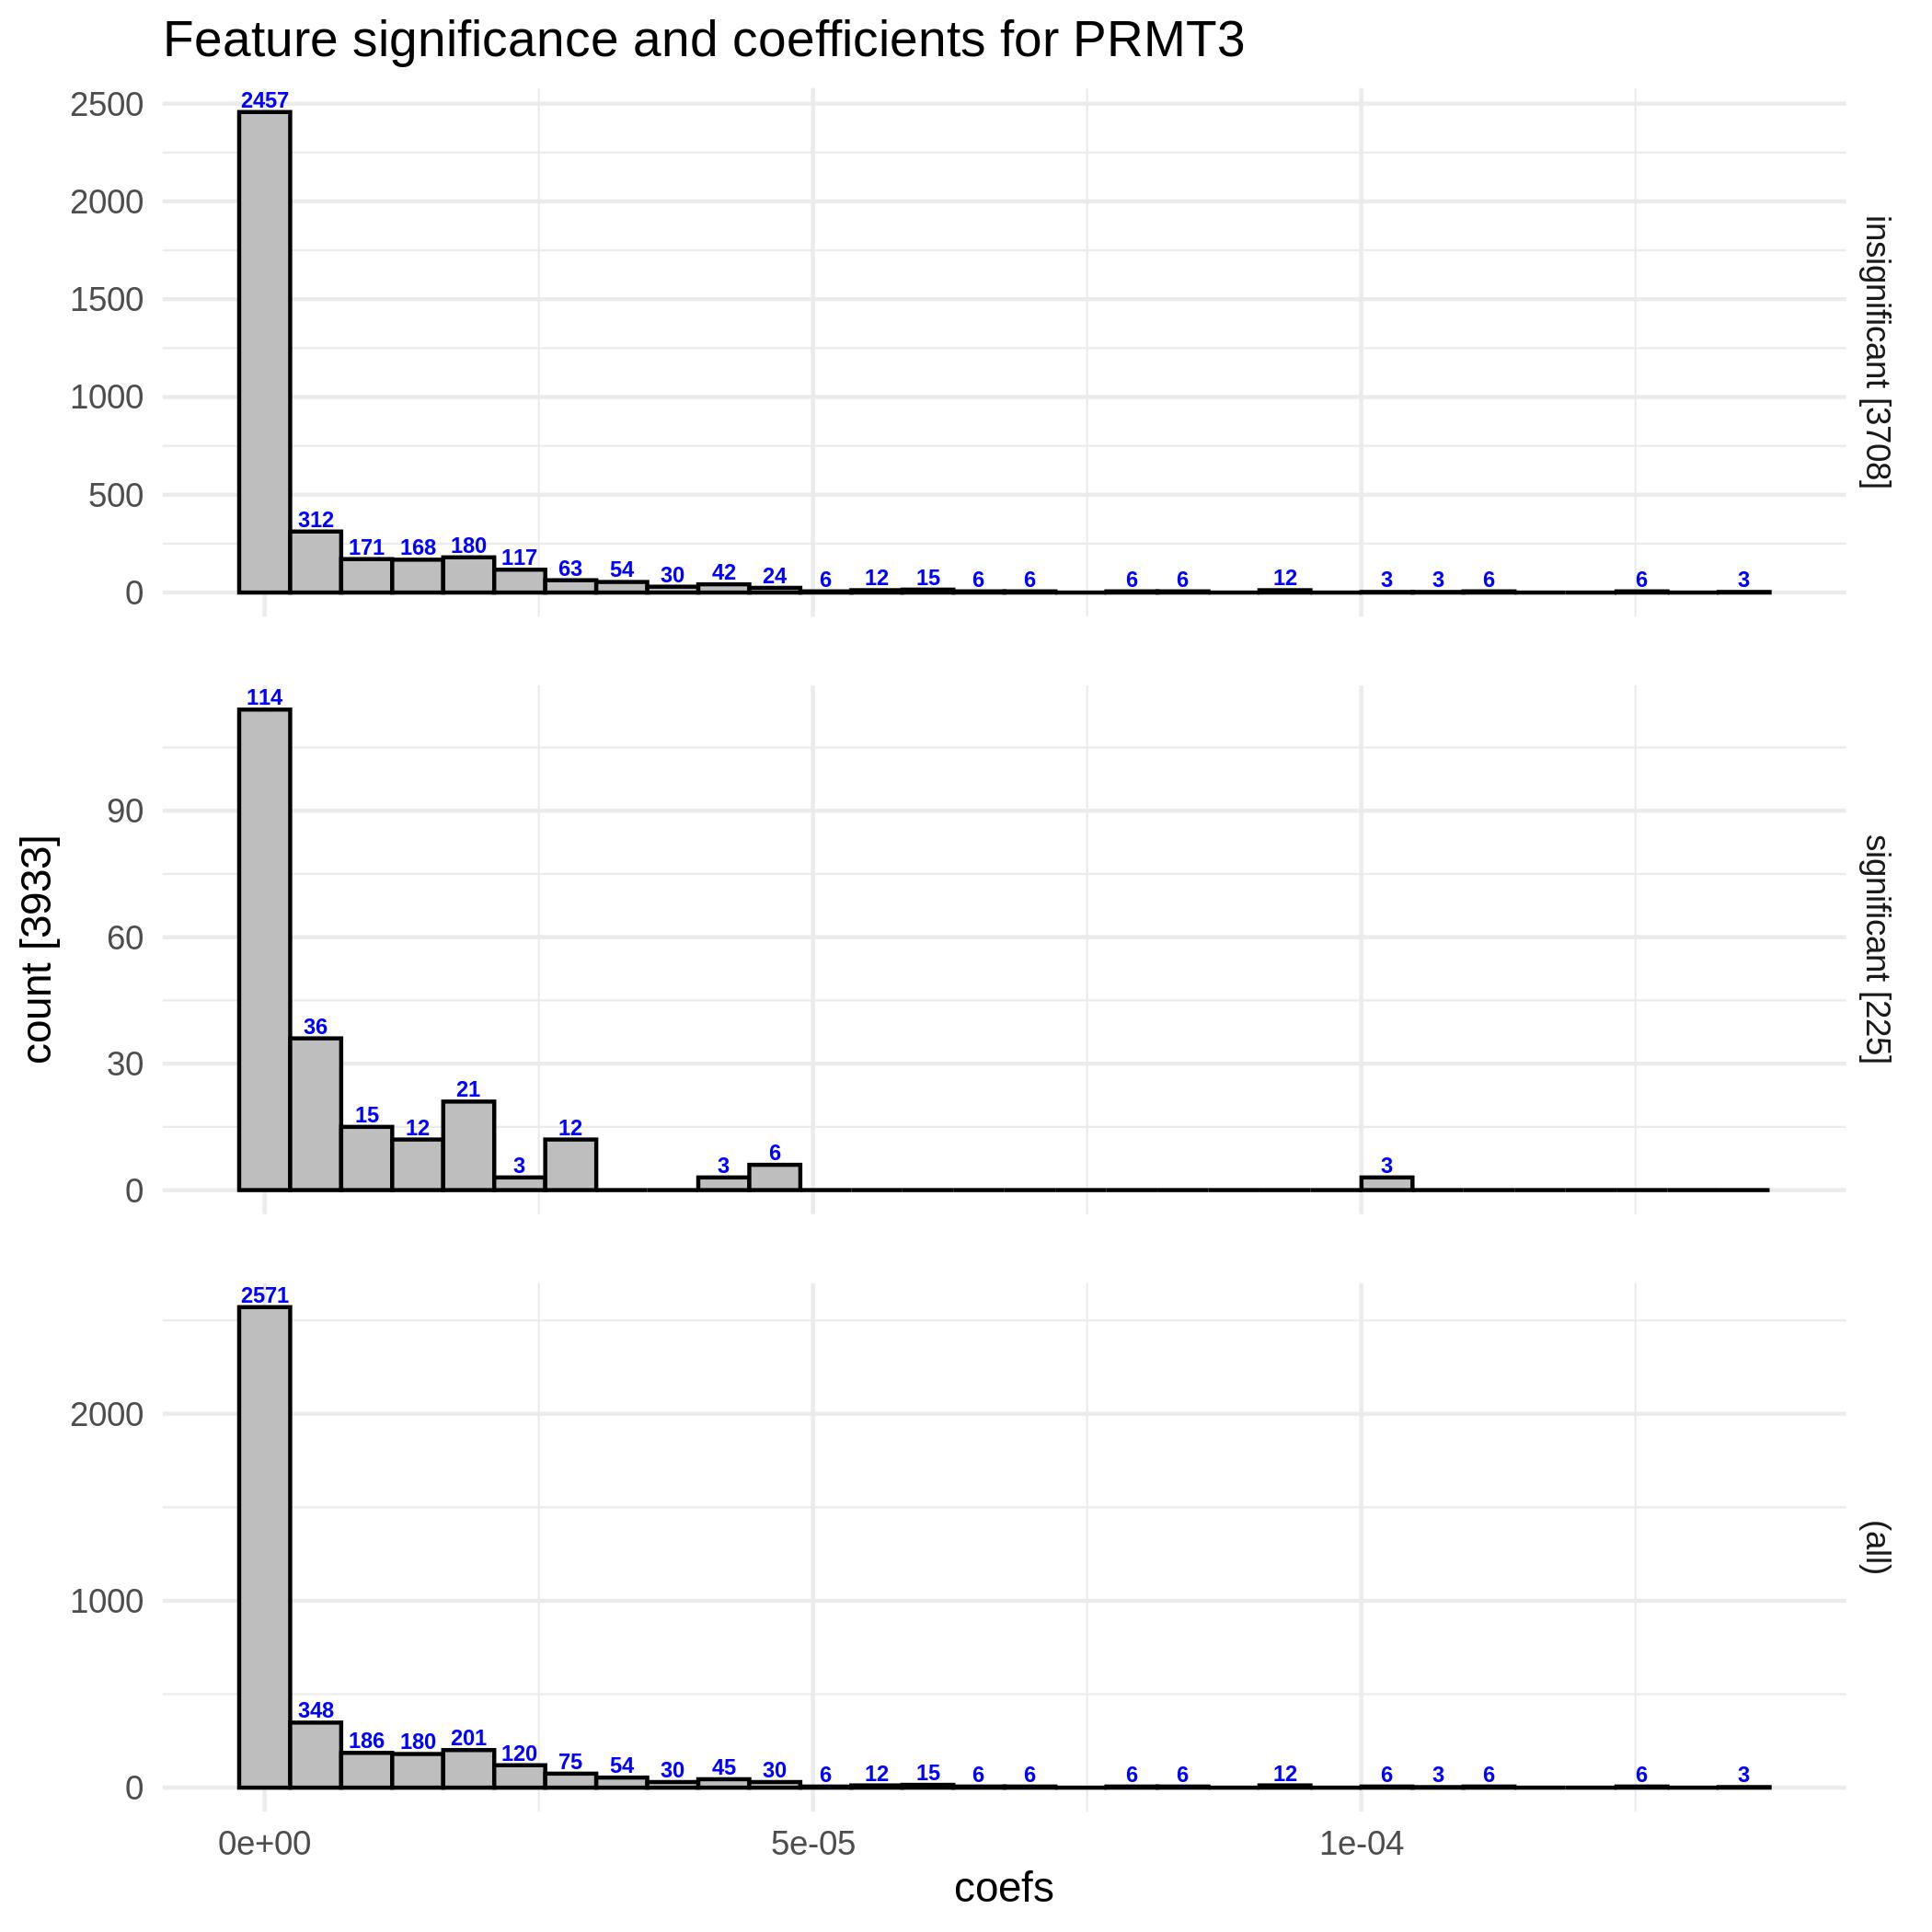 Feature significance and coefficients for PRMT3
2500
2000
1500
1000
500
0
2457
312
171 168 180 117 63 54 30 42 24 6 12 15 6 6 6 6 12 3 3 6 6 3
insignificant [3708]
count [3933]
90
60
30
0
114
36
15 12 21 3 12 3 6 3
significant [225]
2000
1000
0
2571
348
186 180 201 120 75 54 30 45 30 6 12 15 6 6 6 6 12 6 3 6 6 3
(all)
0e+00 5e-05 1e-04
coefs